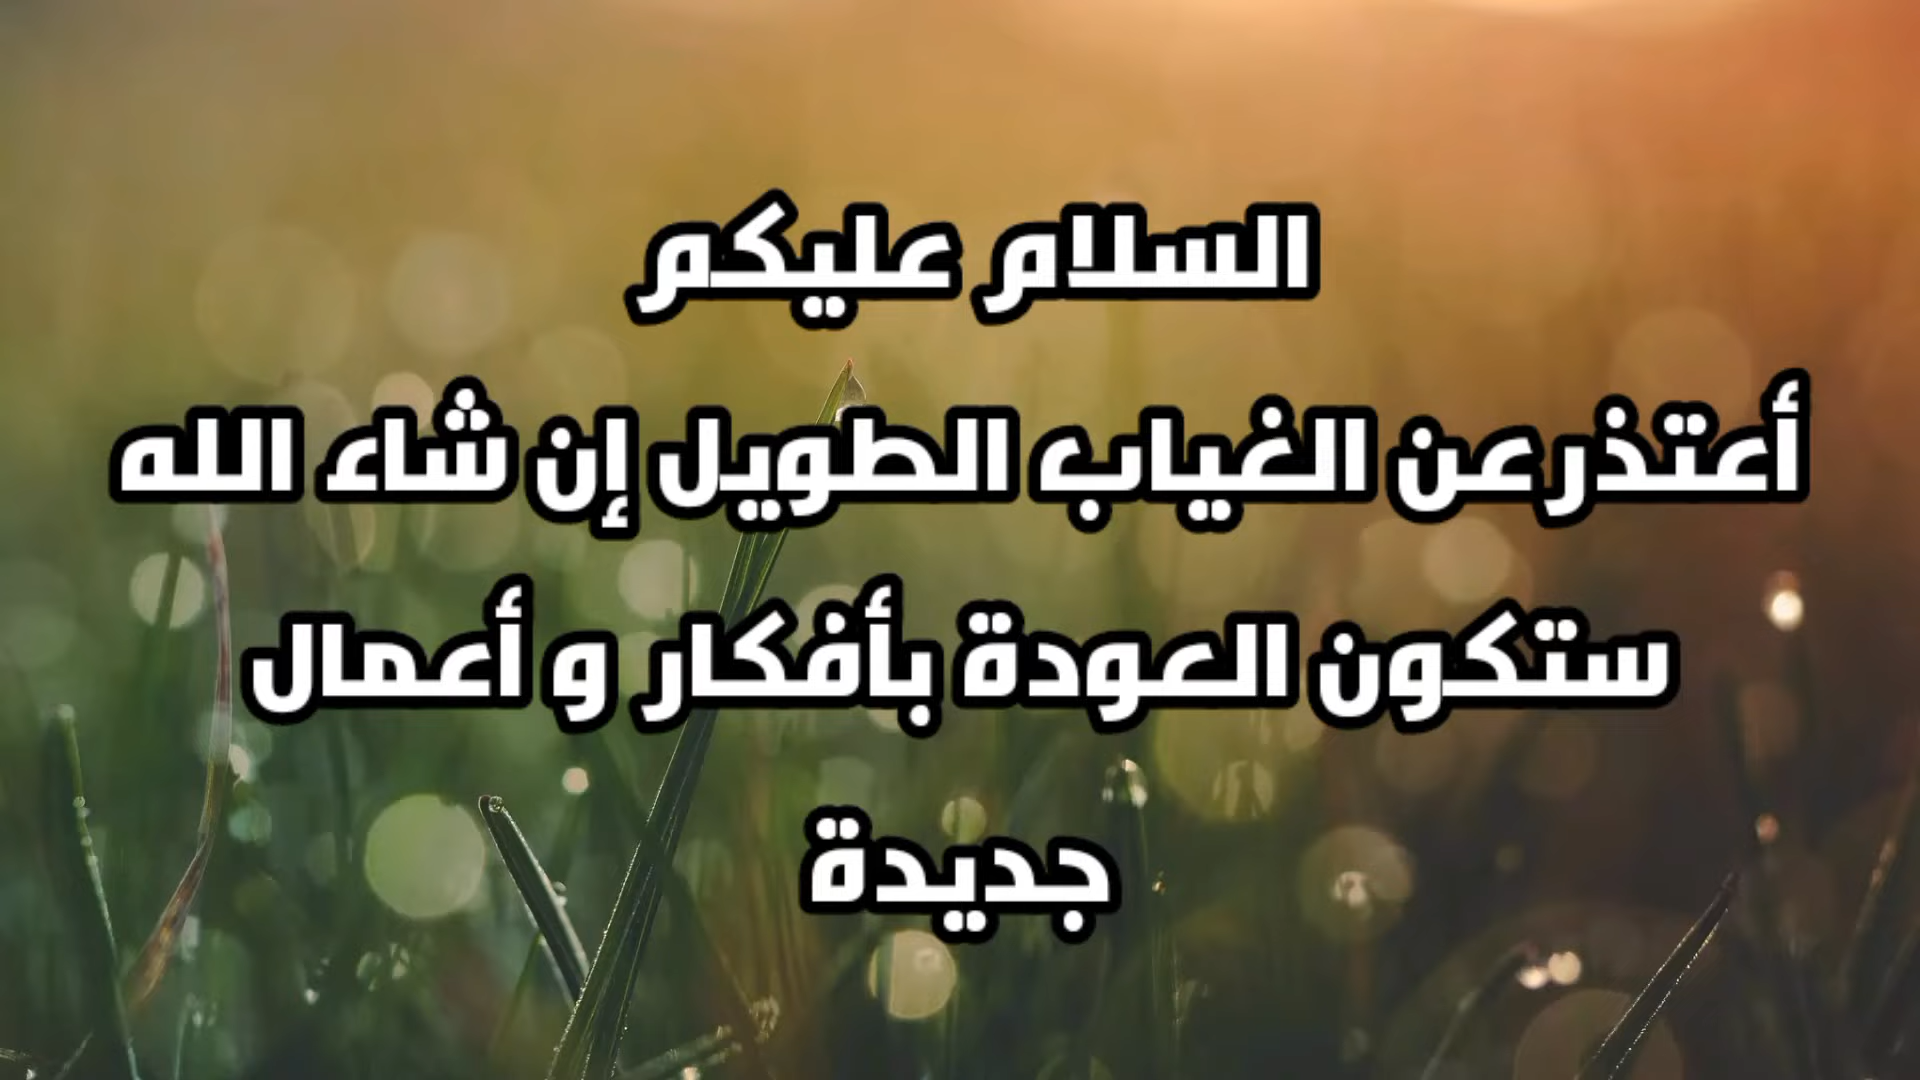 السلام عليكم
أعتذرعن الغياب الطويل إن شاء الله
ستكون العودة بأفكار و أعمال
جديدة